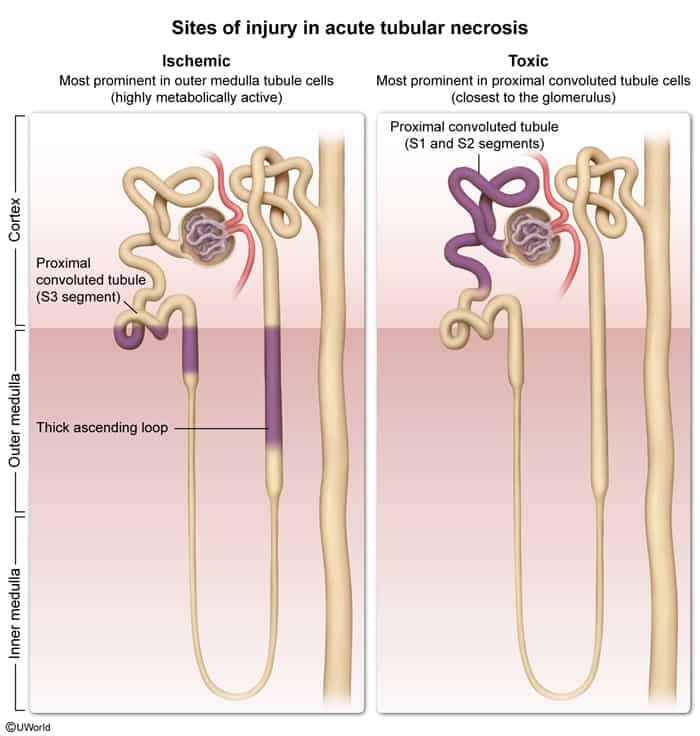 Sites of injury in acute tubular necrosis
Ischemic
Most prominent in outer medulla tubule cells
(highly metabolically active)
Toxic
Most prominent in proximal convoluted tubule cells
(closest to the glomerulus)
Cortex
Outer medulla
Inner medulla
Proximal
convoluted tubule
(S3 segment)
Thick ascending loop
Proximal convoluted tubule
(S1 and S2 segments)
©UWorld